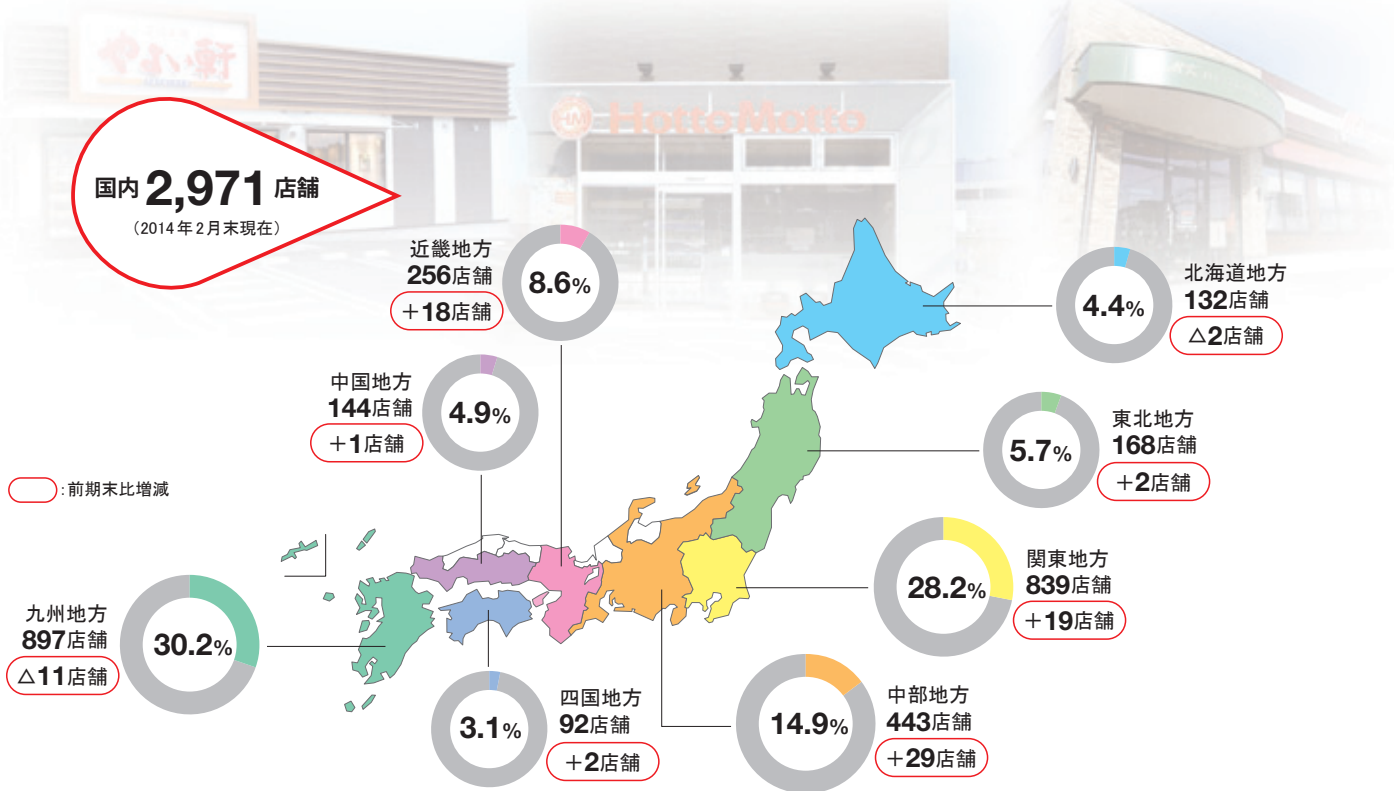 HM HottoMotto
国内2,971店舗
(2014年2月末現在)
近畿地方
256店舗
+18店舗
8.6%
北海道地方
132店舗
△2店舗
4.4%
中国地方
144店舗
+1店舗
4.9%
東北地方
168店舗
+2店舗
5.7%
:前期末比増減
関東地方
839店舗
+19店舗
28.2%
九州地方
897店舗
△11店舗
30.2%
四国地方
92店舗
+2店舗
3.1%
中部地方
443店舗
+29店舗
14.9%